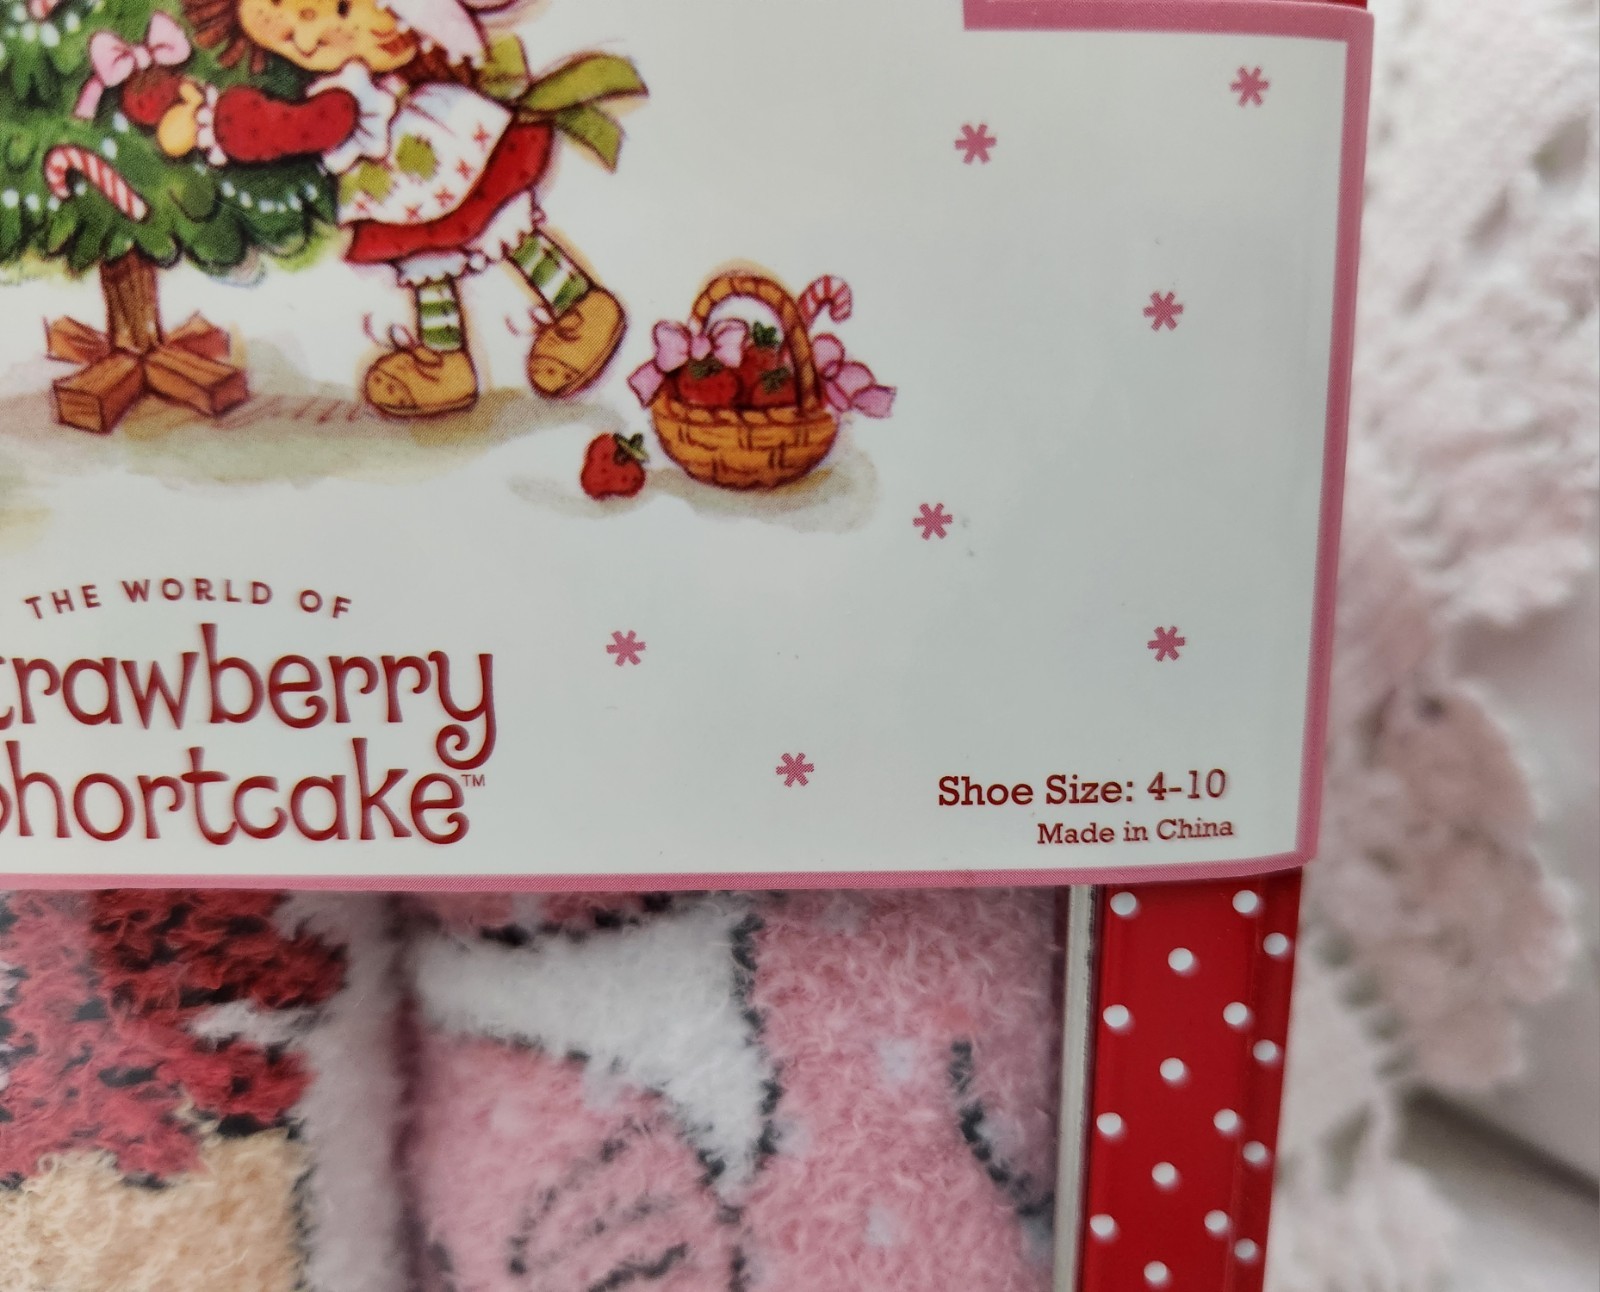 THE WORLD OF
trawberry
hortcake™
Shoe Size: 4-10
Made in China